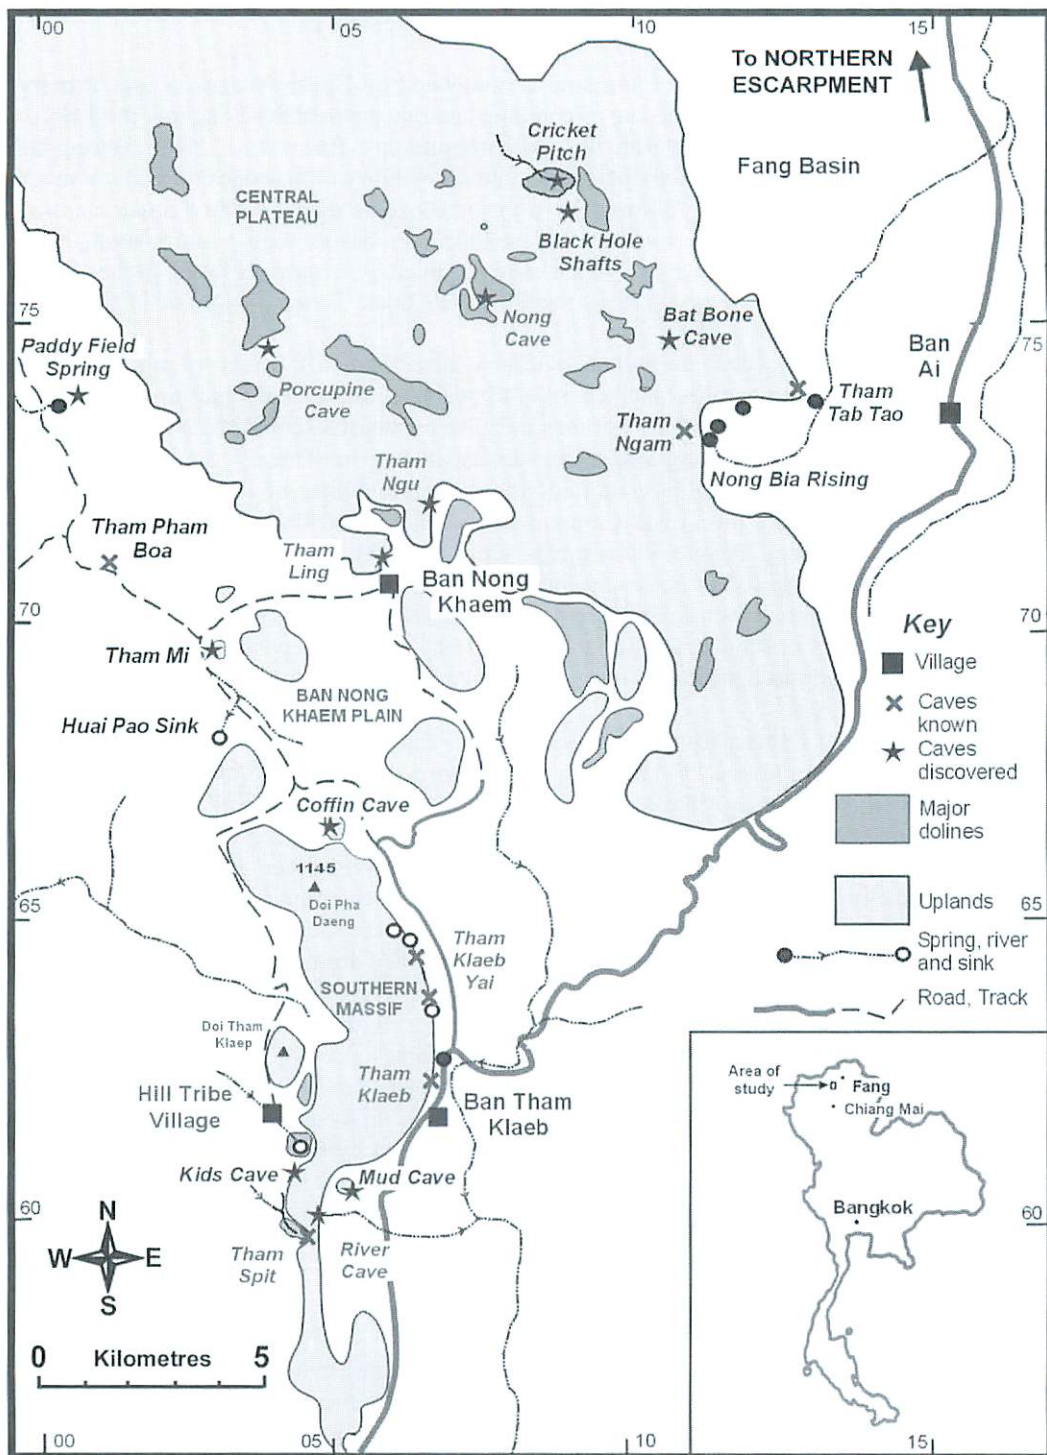 00
05
10
15
To NORTHERN
ESCARPMENT
Cricket
Pitch
Fang Basin
CENTRAL
PLATEAU
Black Hole
Shafts
75
Nong
Cave
Bat Bone
Cave
75
Paddy Field
Spring
Ban
Ai
Porcupine
Cave
Tham
Tab Tao
Tham
Ngam
Tham
Ngu
Nong Bia Rising
Tham Pham
Boa
Tham
Ling
Ban Nong
Khaem
70
70
Key
Village
Tham Mi
BAN NONG
KHAEM PLAIN
Caves
known
Huai Pao Sink
Caves
discovered
Coffin Cave
Major
dolines
1145
Doi Pha
Daeng
Uplands
65
65
Tham
Klaeb
Yai
Spring, river
and sink
SOUTHERN
MASSIF
Road, Track
Doi Tham
Klaep
Tham
Klaeb
Hill Tribe
Village
Ban Tham
Klaeb
Area of
study
Fang
Chiang Mai
Kids Cave
Mud Cave
Bangkok
60
60
N
W
E
S
Tham
Spit
River
Cave
0
Kilometres
5
00
05
10
15